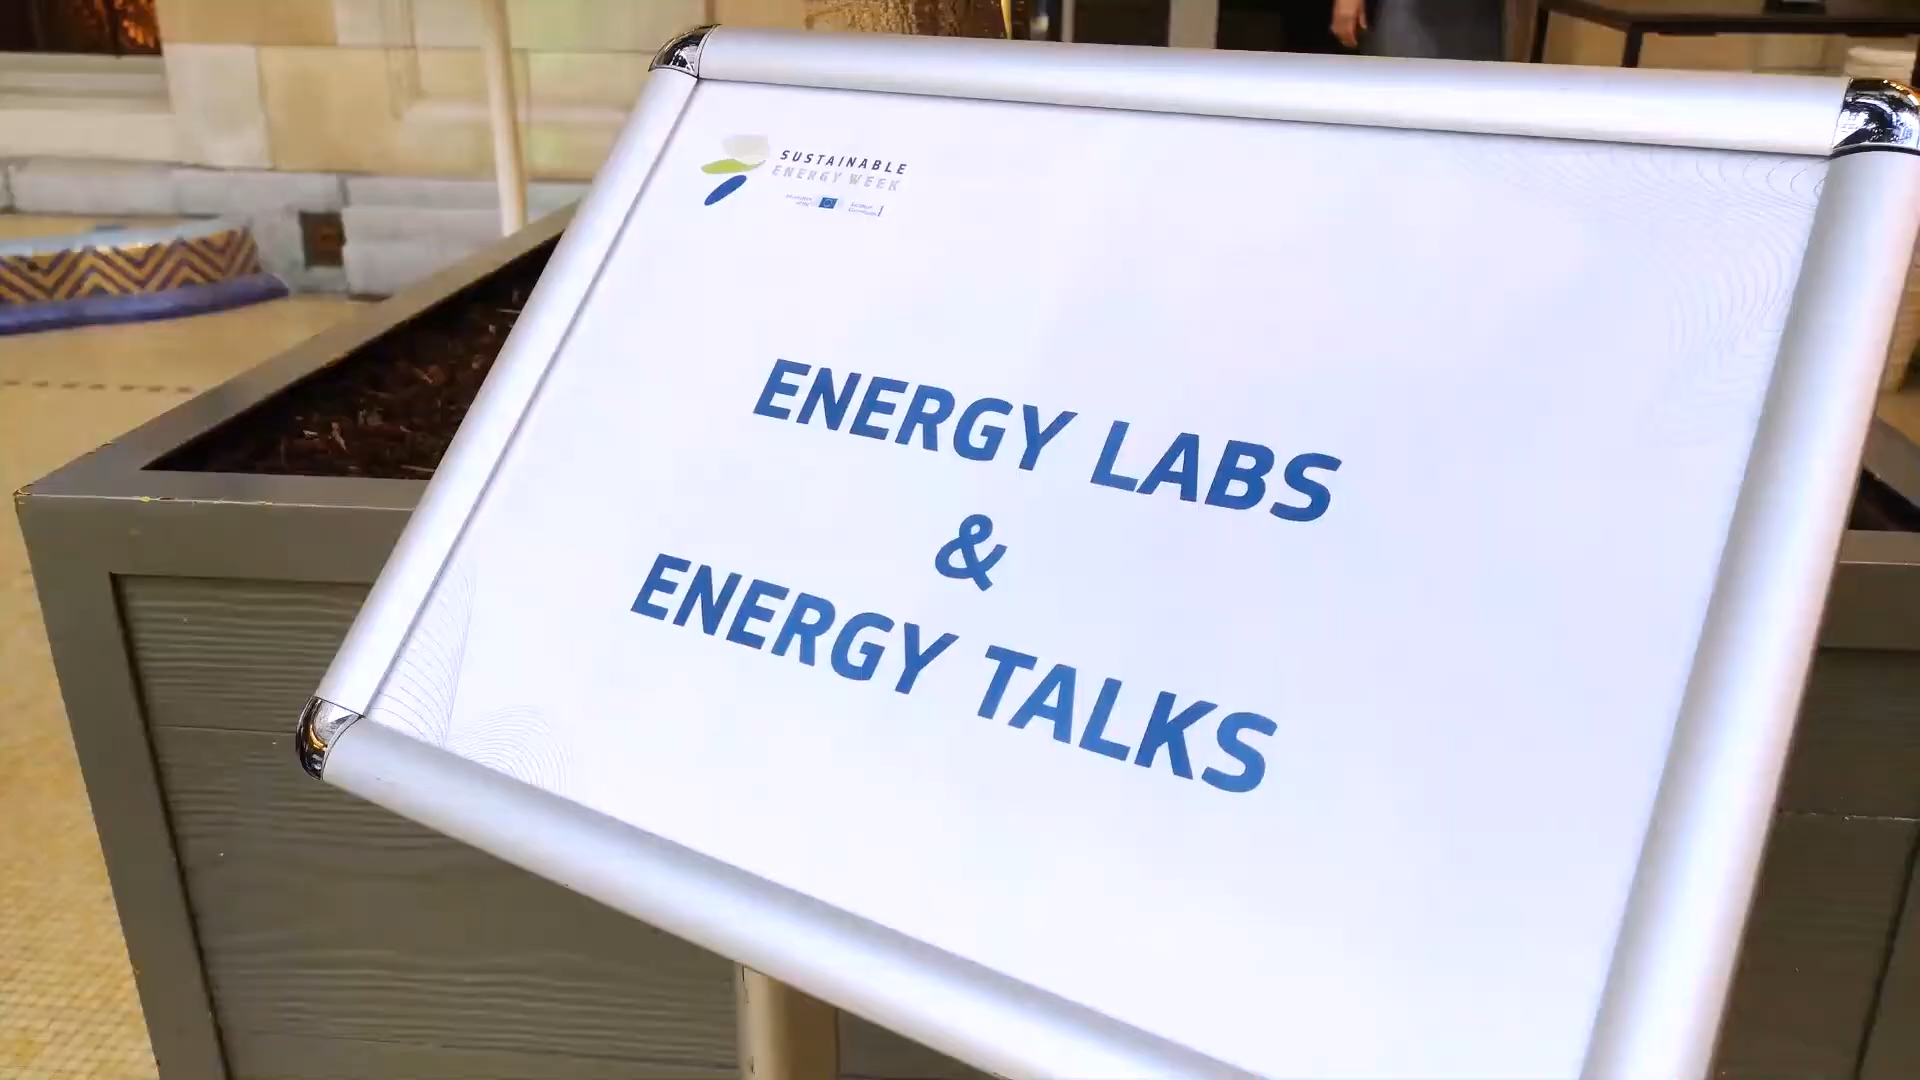 SUSTAINABLE
ENERGY WEEK
ENERGY LABS
&
ENERGY TALKS